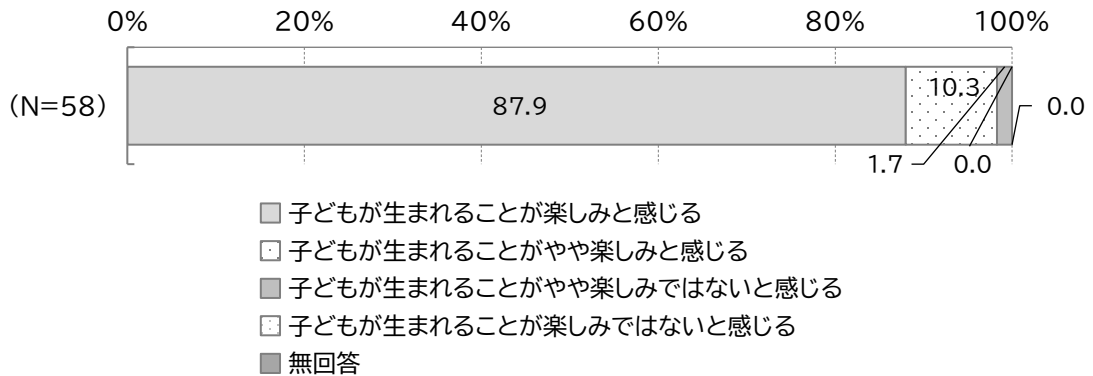 0% 20% 40% 60% 80% 100%
（N=58） 87.9 10.3 0.0
1.7 0.0
子どもが生まれることが楽しみと感じる
子どもが生まれることがやや楽しみと感じる
子どもが生まれることがやや楽しみではないと感じる
子どもが生まれることが楽しみではないと感じる
無回答